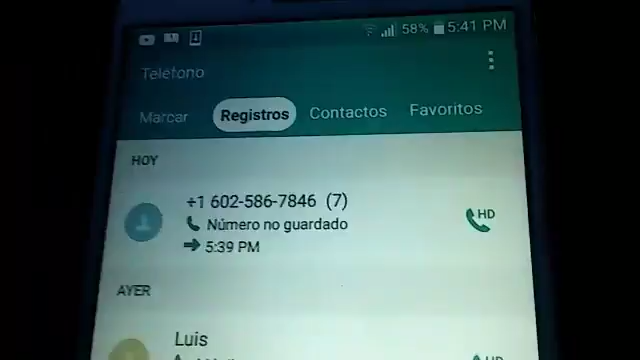 58% 5:41 PM
Teléfono
Marcar Registros Contactos Favoritos
HOY
+1 602-586-7846 (7)
Número no guardado
5:39 PM
HD
AYER
Luis
HD